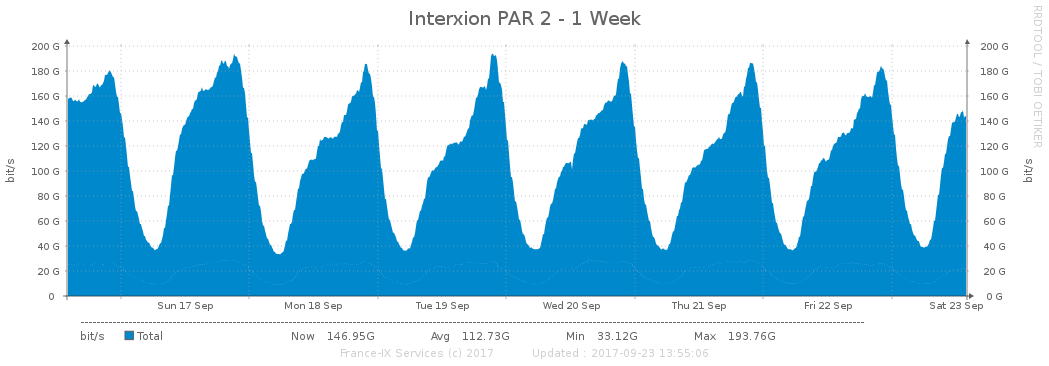 Interxion PAR 2 - 1 Week
RRDTOOL / TOBI OETIKER
200 G 200 G
180 G 180 G
160 G 160 G
140 G 140 G
120 G 120 G
100 G 100 G
80 G 80 G
60 G 60 G
40 G 40 G
20 G 20 G
0 0 G
bit/s bit/s
Sun 17 Sep Mon 18 Sep Tue 19 Sep Wed 20 Sep Thu 21 Sep Fri 22 Sep Sat 23 Sep
bit/s Total Now 146.95G Avg 112.73G Min 33.12G Max 193.76G
France-IX Services (c) 2017 Updated : 2017-09-23 13:55:06